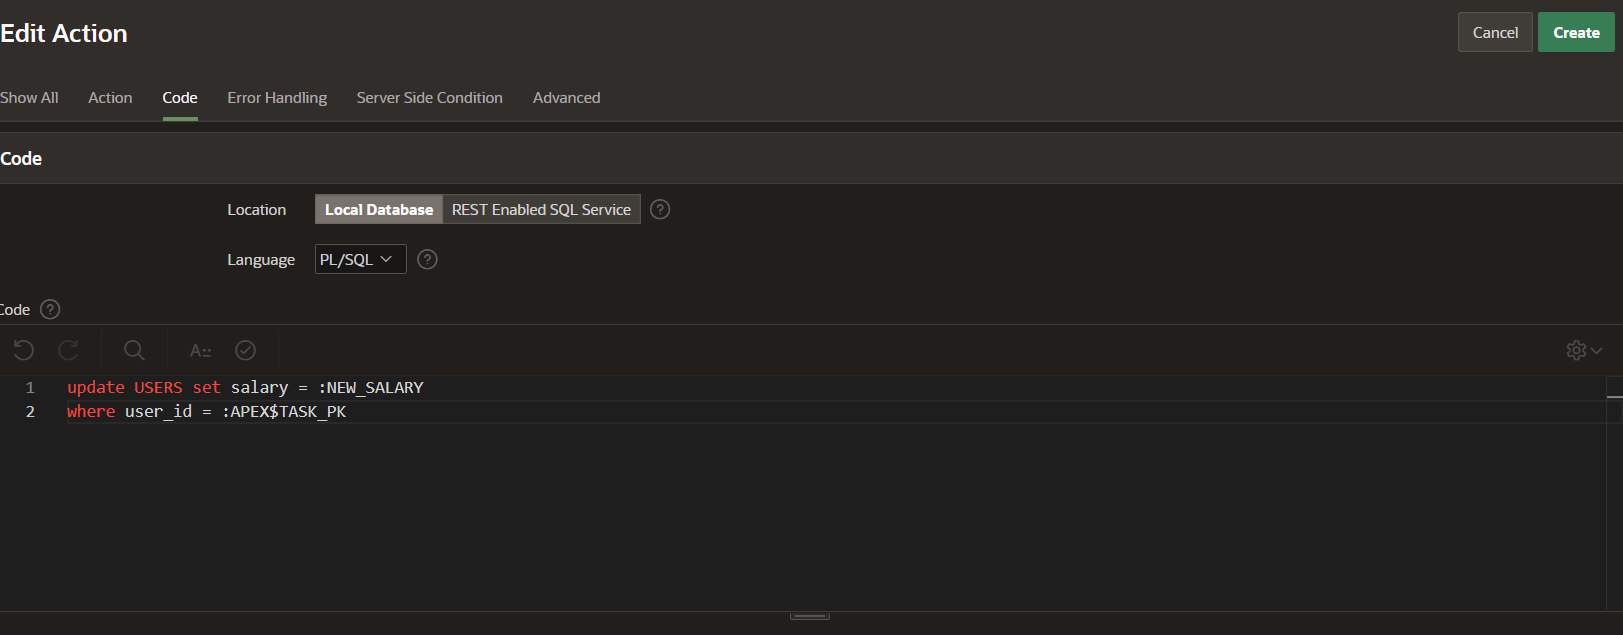 Edit Action
Cancel
Create
Show All
Action
Code
Error Handling
Server Side Condition
Advanced
Code
Location
Local Database
REST Enabled SQL Service
?
Language
PL/SQL
?
Code
?
A
1 update USERS set salary = :NEW_SALARY
2 where user_id = :APEX$TASK_PK